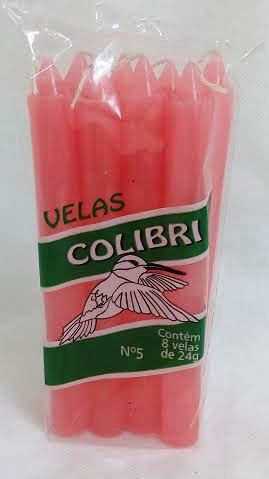 VELAS
COLIBRI
Nº5
Contém
8 velas
de 24g